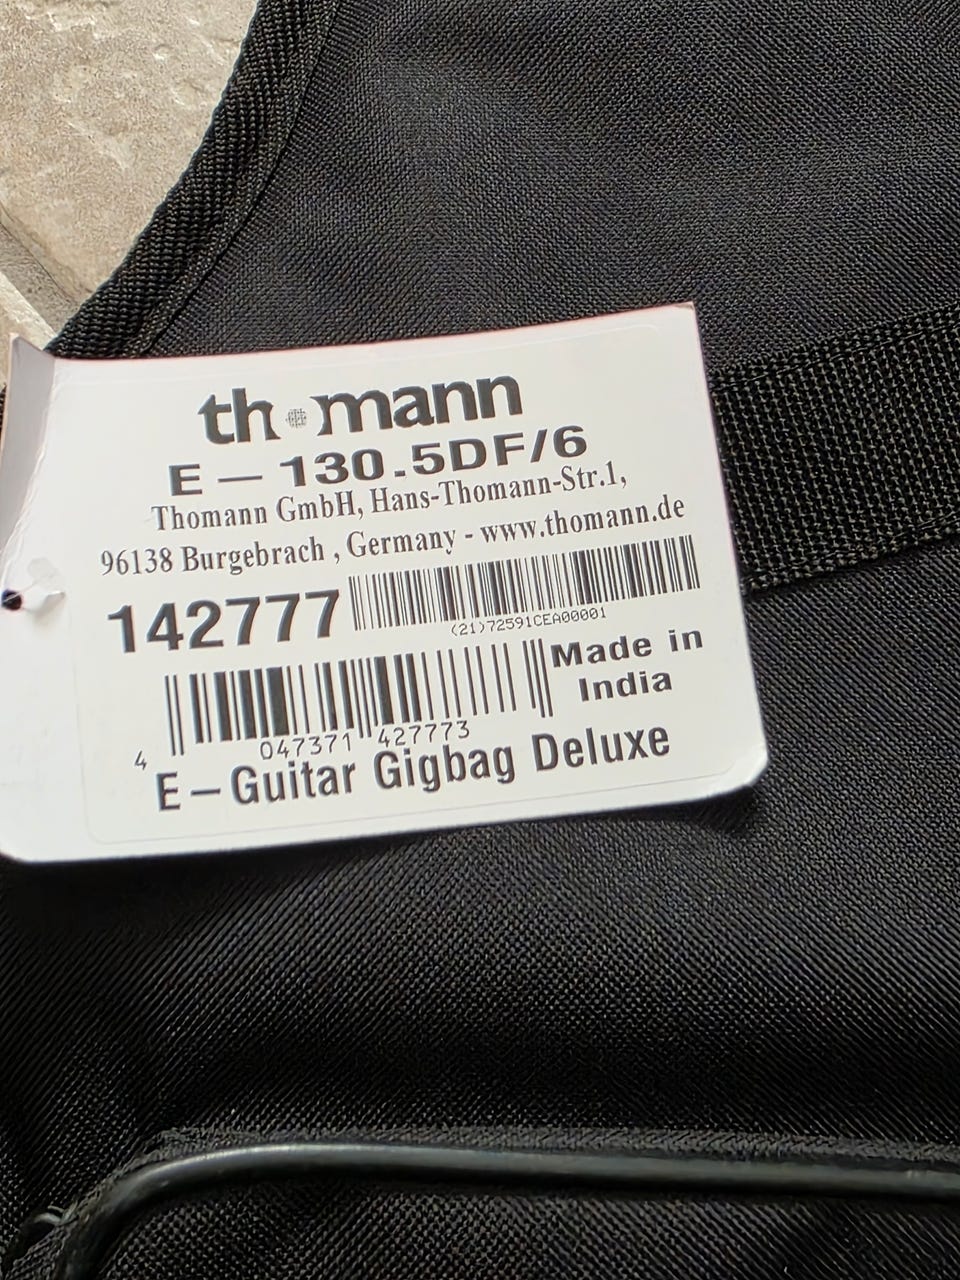 thomann
E – 130.5DF/6
Thomann GmbH, Hans-Thomann-Str.1,
96138 Burgebrach , Germany - www.thomann.de
142777
(21)72591CEA00001
Made in
India
4 047371 427773
E – Guitar Gigbag Deluxe